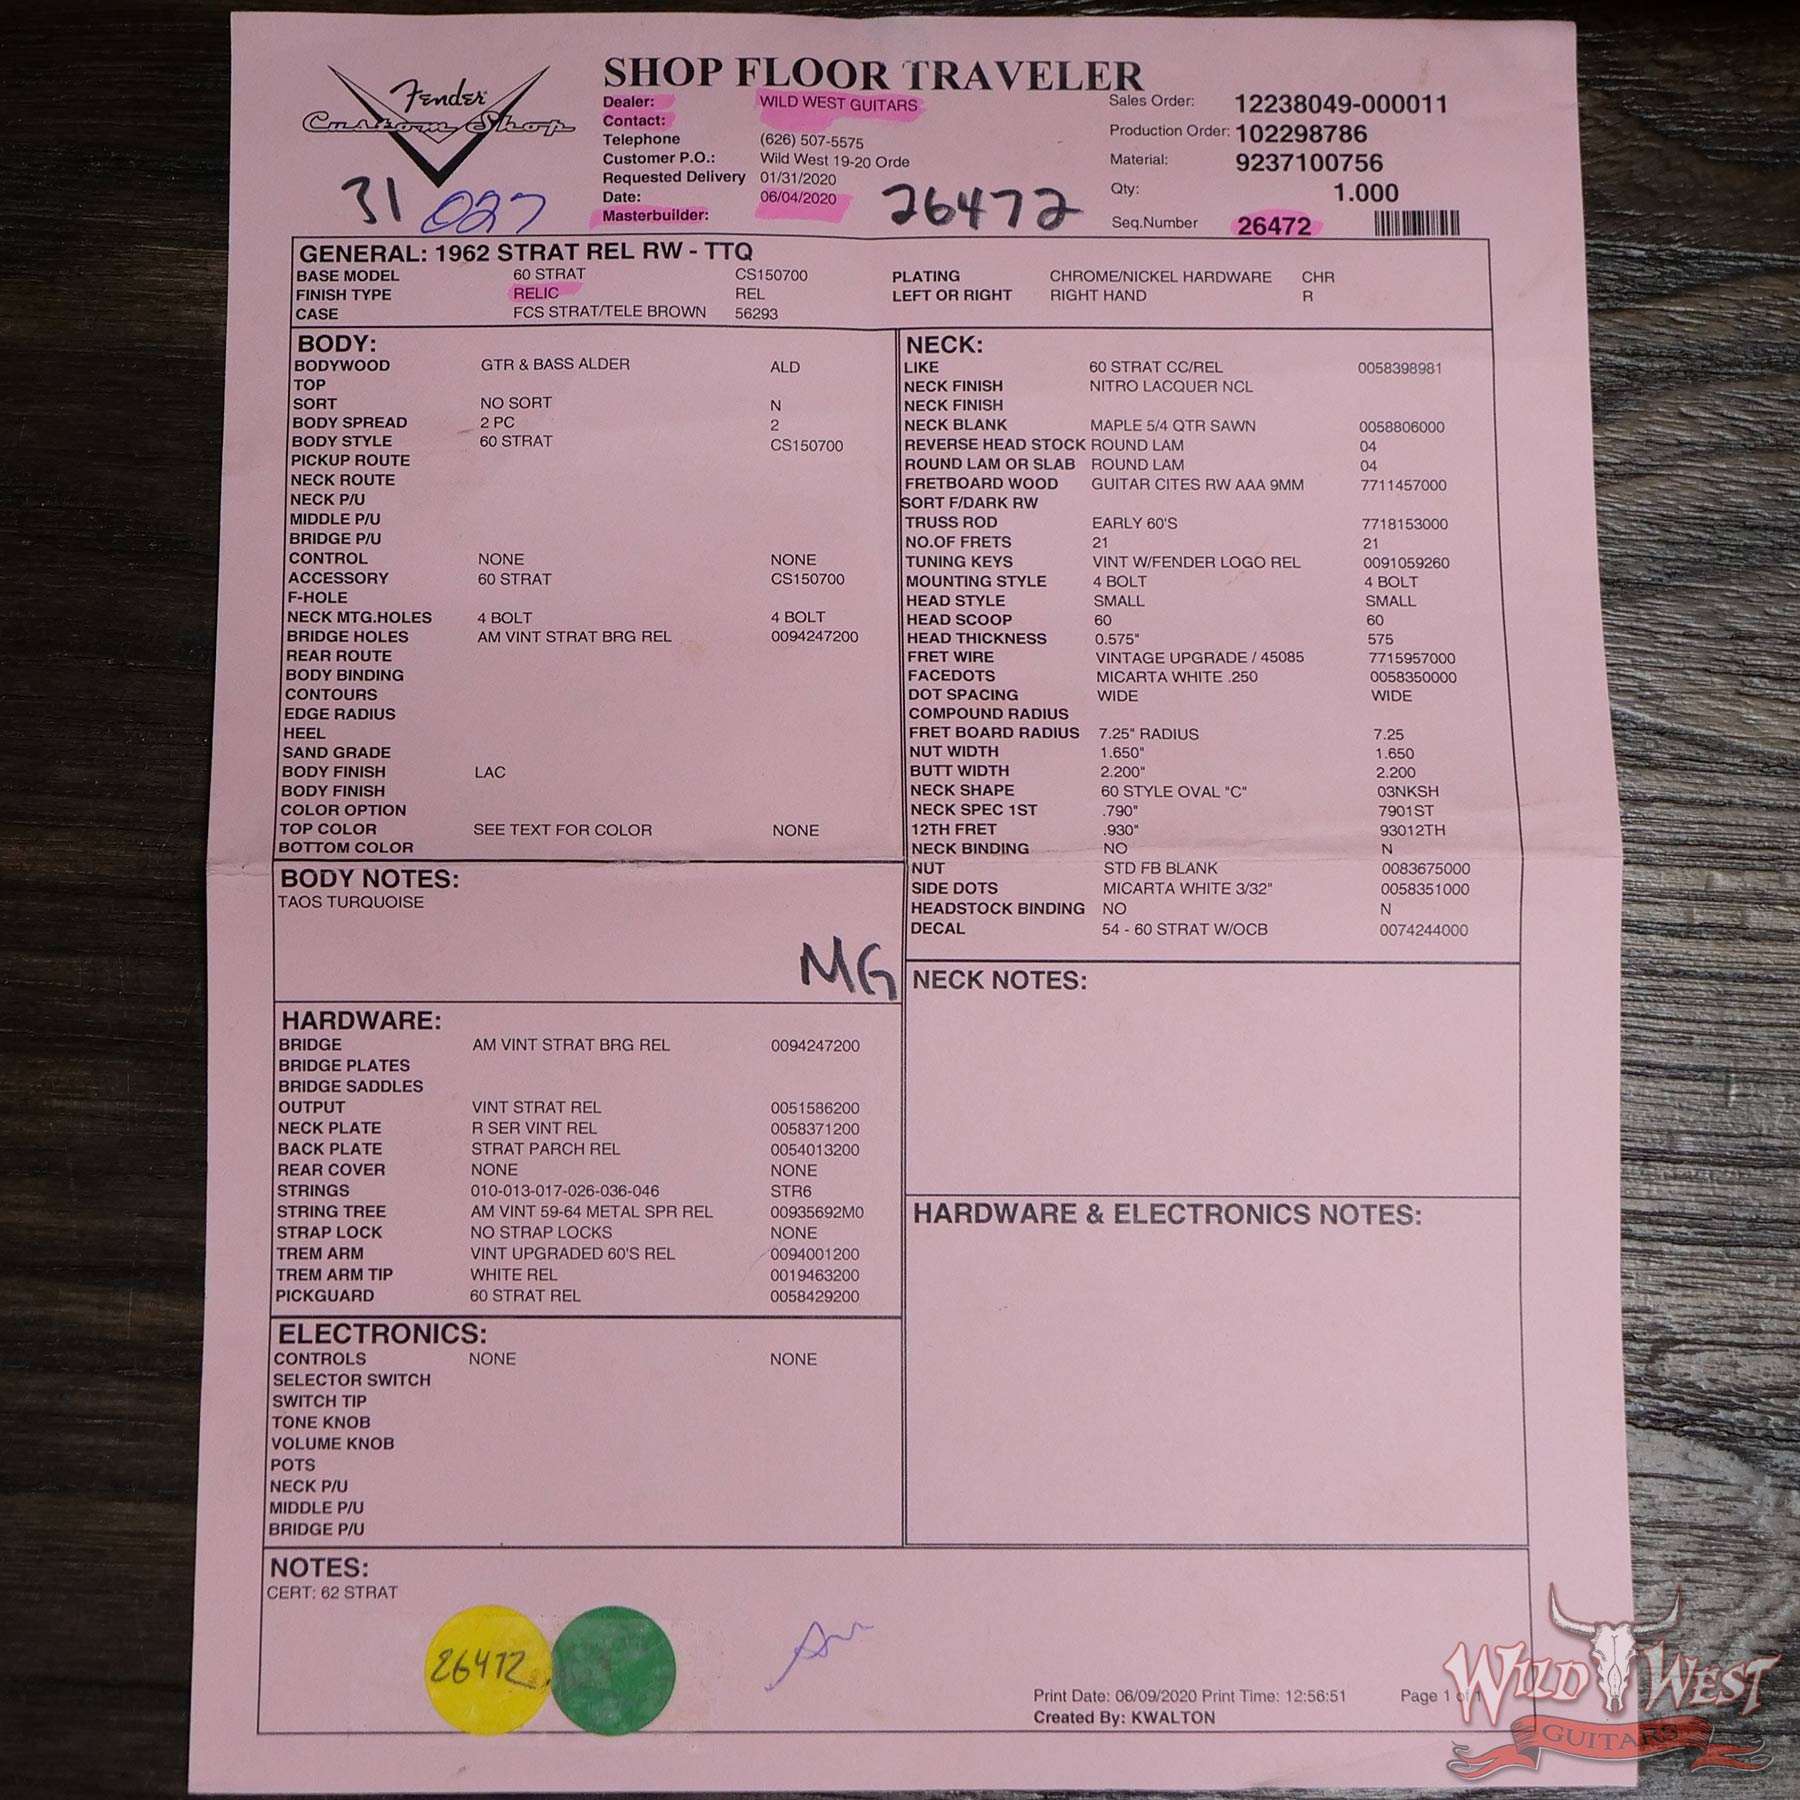 Fender
Custom Shop
SHOP FLOOR TRAVELER
Dealer: WILD WEST GUITARS
Contact:
Telephone (626) 507-5575
Customer P.O.: Wild West 19-20 Orde
Requested Delivery 01/31/2020
Date: 06/04/2020
Masterbuilder:
Sales Order: 12238049-000011
Production Order: 102298786
Material: 9237100756
Qty: 1.000
Seq.Number 26472
31 027
26472
GENERAL: 1962 STRAT REL RW - TTQ
BASE MODEL 60 STRAT CS150700
FINISH TYPE RELIC REL
CASE FCS STRAT/TELE BROWN 56293
PLATING CHROME/NICKEL HARDWARE CHR
LEFT OR RIGHT RIGHT HAND R
BODY:
BODYWOOD GTR & BASS ALDER ALD
TOP
SORT NO SORT N
BODY SPREAD 2 PC 2
BODY STYLE 60 STRAT CS150700
PICKUP ROUTE
NECK ROUTE
NECK P/U
MIDDLE P/U
BRIDGE P/U
CONTROL NONE NONE
ACCESSORY 60 STRAT CS150700
F-HOLE
NECK MTG.HOLES 4 BOLT 4 BOLT
BRIDGE HOLES AM VINT STRAT BRG REL 0094247200
REAR ROUTE
BODY BINDING
CONTOURS
EDGE RADIUS
HEEL
SAND GRADE
BODY FINISH LAC
BODY FINISH
COLOR OPTION
TOP COLOR SEE TEXT FOR COLOR NONE
BOTTOM COLOR
BODY NOTES:
TAOS TURQUOISE
MG
HARDWARE:
BRIDGE AM VINT STRAT BRG REL 0094247200
BRIDGE PLATES
BRIDGE SADDLES
OUTPUT VINT STRAT REL 0051586200
NECK PLATE R SER VINT REL 0058371200
BACK PLATE STRAT PARCH REL 0054013200
REAR COVER NONE NONE
STRINGS 010-013-017-026-036-046 STR6
STRING TREE AM VINT 59-64 METAL SPR REL 00935692M0
STRAP LOCK NO STRAP LOCKS NONE
TREM ARM VINT UPGRADED 60'S REL 0094001200
TREM ARM TIP WHITE REL 0019463200
PICKGUARD 60 STRAT REL 0058429200
ELECTRONICS:
CONTROLS NONE NONE
SELECTOR SWITCH
SWITCH TIP
TONE KNOB
VOLUME KNOB
POTS
NECK P/U
MIDDLE P/U
BRIDGE P/U
NECK:
LIKE 60 STRAT CC/REL 0058398981
NECK FINISH NITRO LACQUER NCL
NECK FINISH
NECK BLANK MAPLE 5/4 QTR SAWN 0058806000
REVERSE HEAD STOCK ROUND LAM 04
ROUND LAM OR SLAB ROUND LAM 04
FRETBOARD WOOD GUITAR CITES RW AAA 9MM 7711457000
SORT F/DARK RW
TRUSS ROD EARLY 60'S 7718153000
NO.OF FRETS 21 21
TUNING KEYS VINT W/FENDER LOGO REL 0091059260
MOUNTING STYLE 4 BOLT 4 BOLT
HEAD STYLE SMALL SMALL
HEAD SCOOP 60 60
HEAD THICKNESS 0.575" 575
FRET WIRE VINTAGE UPGRADE / 45085 7715957000
FACEDOTS MICARTA WHITE .250 0058350000
DOT SPACING WIDE WIDE
COMPOUND RADIUS
FRET BOARD RADIUS 7.25" RADIUS 7.25
NUT WIDTH 1.650" 1.650
BUTT WIDTH 2.200" 2.200
NECK SHAPE 60 STYLE OVAL "C" 03NKSH
NECK SPEC 1ST .790" 7901ST
12TH FRET .930" 93012TH
NECK BINDING NO N
NUT STD FB BLANK 0083675000
SIDE DOTS MICARTA WHITE 3/32" 0058351000
HEADSTOCK BINDING NO N
DECAL 54 - 60 STRAT W/OCB 0074244000
NECK NOTES:
HARDWARE & ELECTRONICS NOTES:
NOTES:
CERT: 62 STRAT
26472
Print Date: 06/09/2020 Print Time: 12:56:51 Page 1 of 1
Created By: KWALTON
WILD WEST
GUITARS